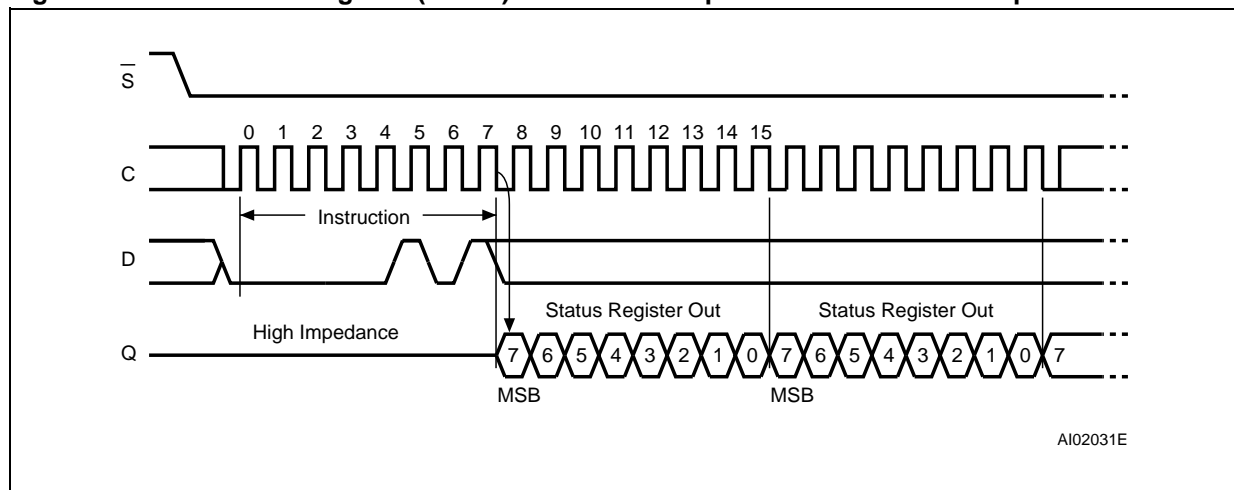 S
0 1 2 3 4 5 6 7 8 9 10 11 12 13 14 15
C
Instruction
D
Status Register Out Status Register Out
High Impedance
Q 7 6 5 4 3 2 1 0 7 6 5 4 3 2 1 0 7
MSB MSB
AI02031E